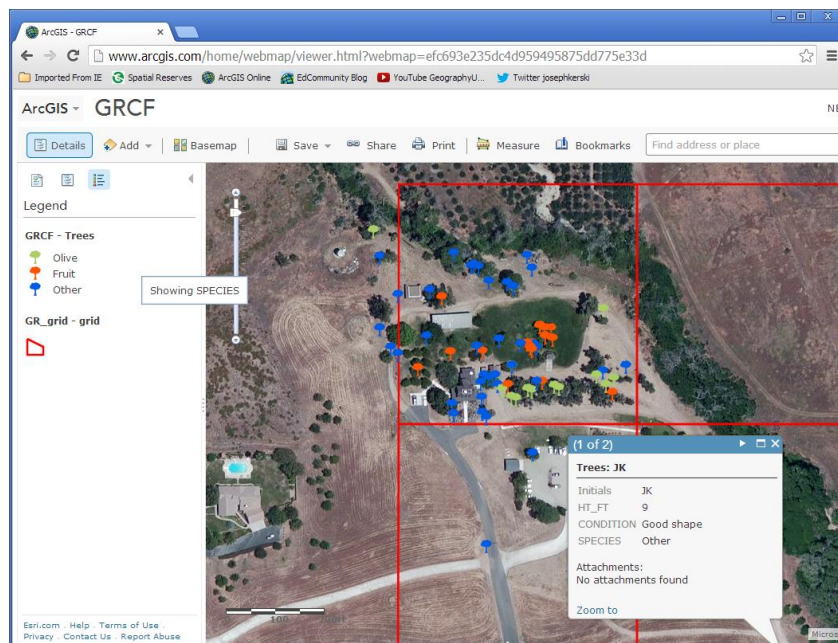 ArcGIS - GRCF
www.arcgis.com/home/webmap/viewer.html?webmap=efc693e235dc4d959495875dd775e33d
Imported From IE Spatial Reserves ArcGIS Online EdCommunity Blog YouTube GeographyU... Twitter josephkerski
ArcGIS GRCF NE
Details Add Basemap Save Share Print Measure Bookmarks Find address or place
Legend
GRCF - Trees
Olive
Fruit
Other
Showing SPECIES
GR_grid - grid
(1 of 2)
Trees: JK
Initials JK
HT_FT 9
CONDITION Good shape
SPECIES Other
Attachments:
No attachments found
Zoom to
100
Esri.com . Help . Terms of Use .
Privacy . Contact Us . Report Abuse
Micros